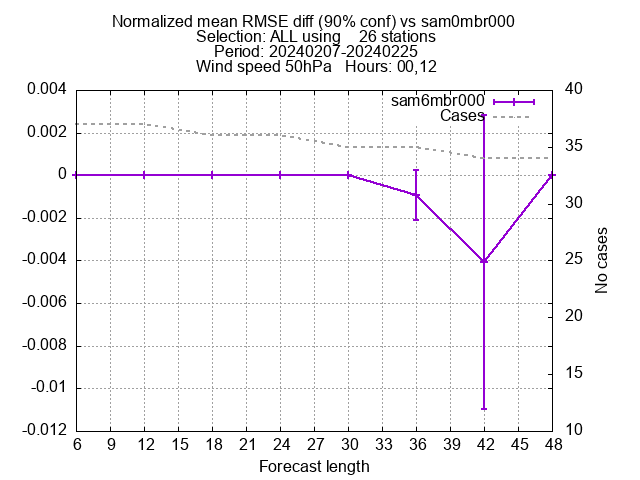 Normalized mean RMSE diff (90% conf) vs sam0mbr000
Selection: ALL using    26 stations
Period: 20240207-20240225
Wind speed 50hPa   Hours: 00,12
sam6mbr000
Cases
0.004
0.002
0
-0.002
-0.004
-0.006
-0.008
-0.01
-0.012
40
35
30
25
20
15
10
No cases
6 9 12 15 18 21 24 27 30 33 36 39 42 45 48
Forecast length